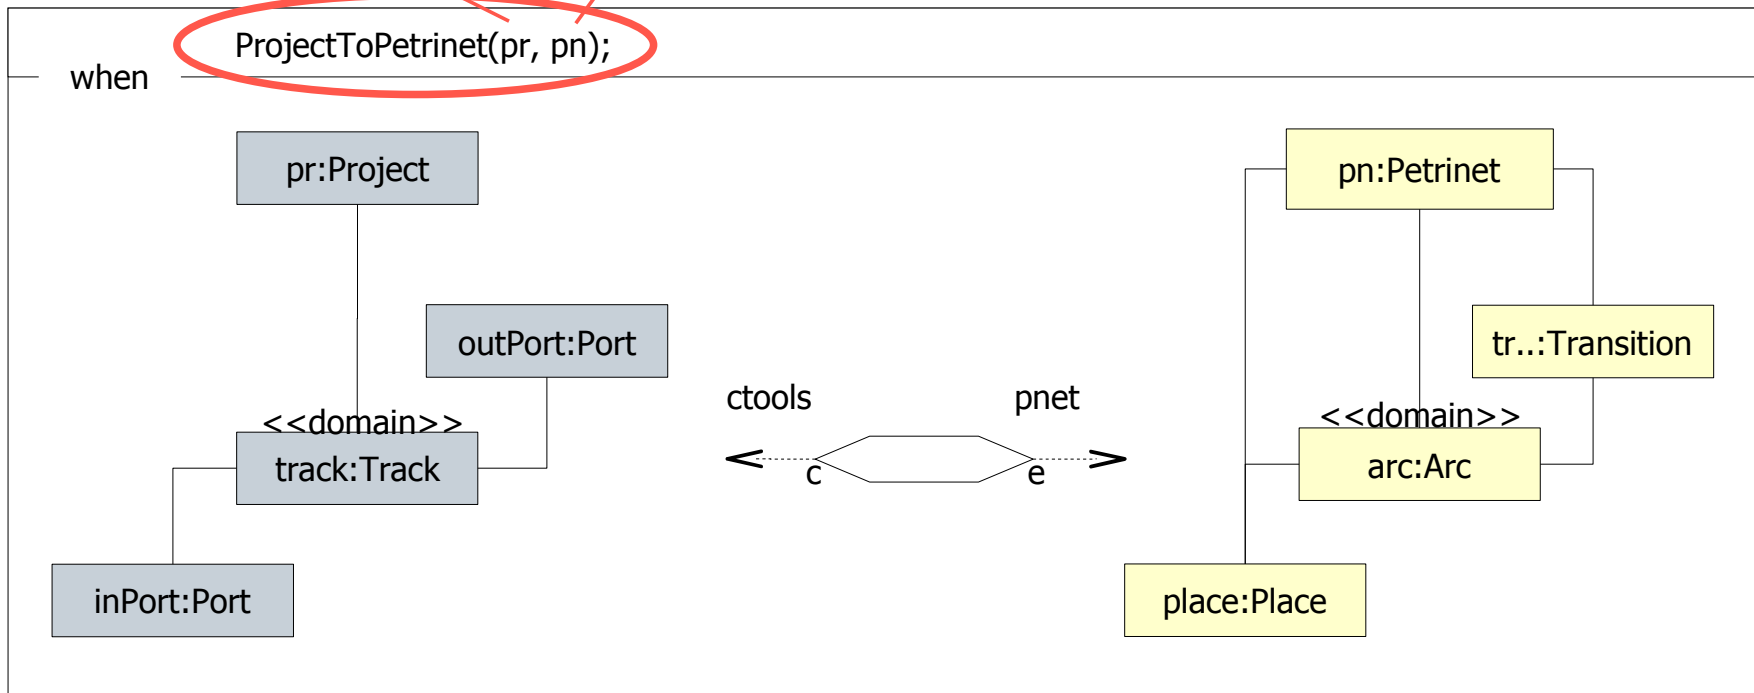 ProjectToPetrinet(pr, pn);
when
pr:Project
pn:Petrinet
outPort:Port
tr..:Transition
ctools
pnet
<<domain>>
<<domain>>
track:Track
c
e
arc:Arc
inPort:Port
place:Place